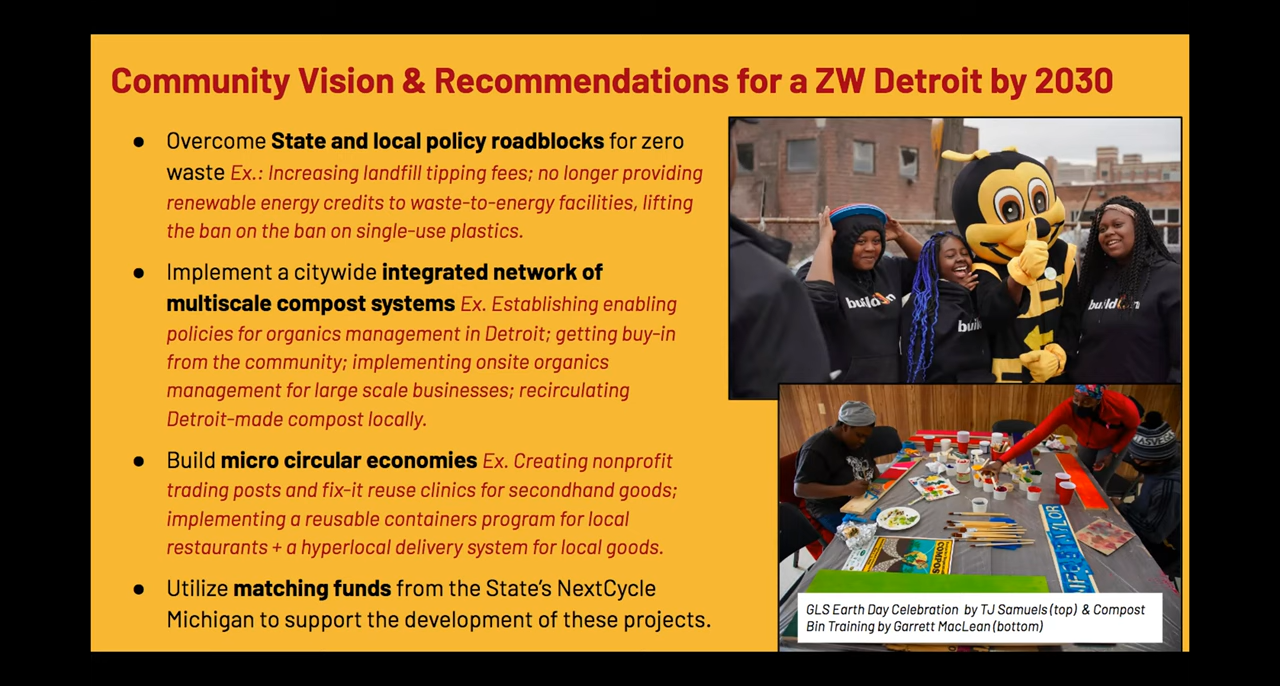 Community Vision & Recommendations for a ZW Detroit by 2030
● Overcome State and local policy roadblocks for zero
waste Ex.: Increasing landfill tipping fees; no longer providing
renewable energy credits to waste-to-energy facilities, lifting
the ban on the ban on single-use plastics.
● Implement a citywide integrated network of
multiscale compost systems Ex. Establishing enabling
policies for organics management in Detroit; getting buy-in
from the community; implementing onsite organics
management for large scale businesses; recirculating
Detroit-made compost locally.
● Build micro circular economies Ex. Creating nonprofit
trading posts and fix-it reuse clinics for secondhand goods;
implementing a reusable containers program for local
restaurants + a hyperlocal delivery system for local goods.
● Utilize matching funds from the State's NextCycle
Michigan to support the development of these projects.
GLS Earth Day Celebration by TJ Samuels (top) & Compost
Bin Training by Garrett MacLean (bottom)